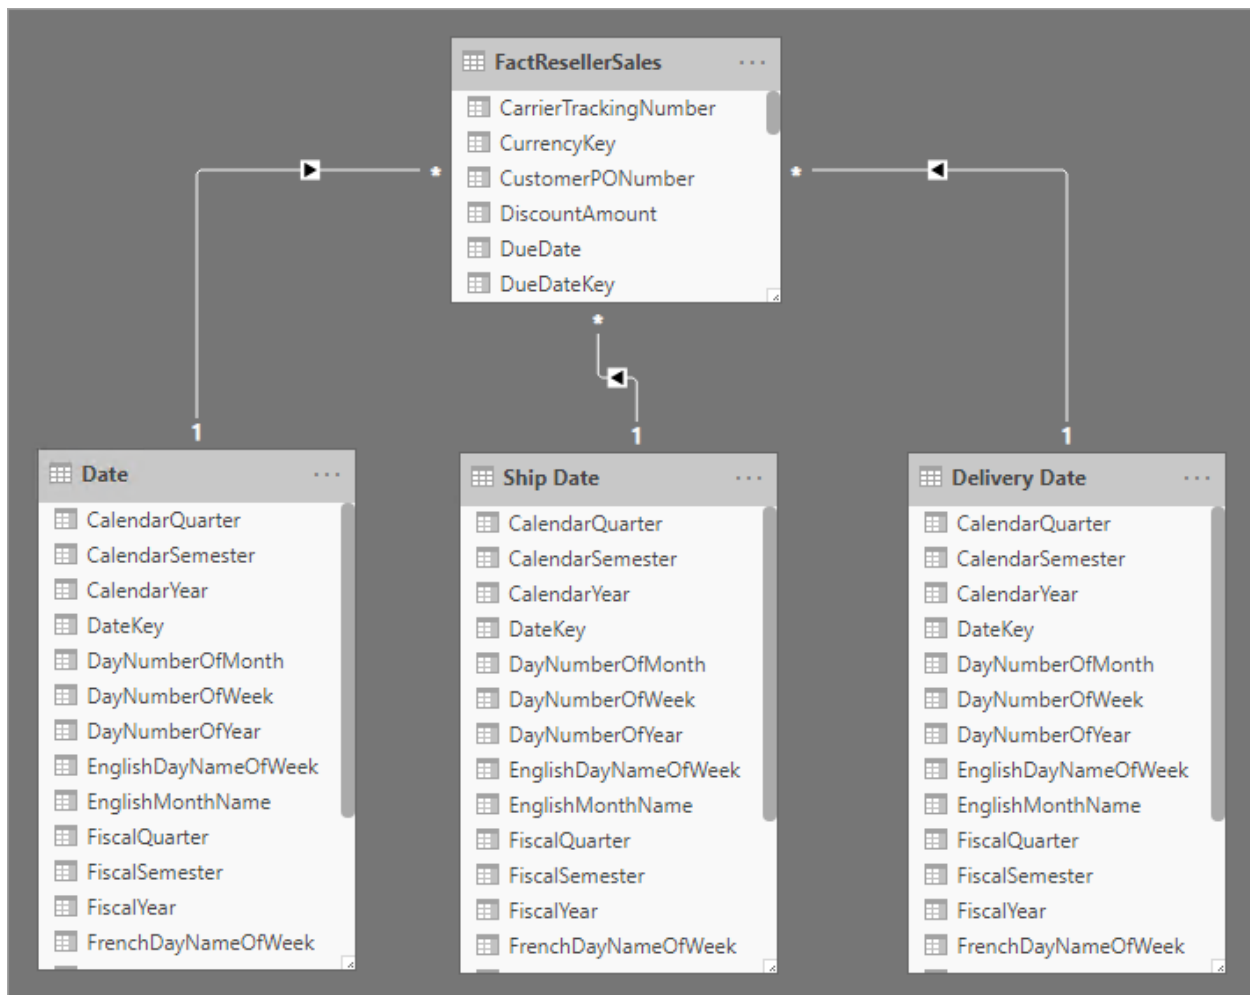 FactResellerSales ...
CarrierTrackingNumber
CurrencyKey
* CustomerPONumber *
DiscountAmount
DueDate
DueDateKey
*
1 1 1
Date ...
CalendarQuarter
CalendarSemester
CalendarYear
DateKey
DayNumberOfMonth
DayNumberOfWeek
DayNumberOfYear
EnglishDayNameOfWeek
EnglishMonthName
FiscalQuarter
FiscalSemester
FiscalYear
FrenchDayNameOfWeek
Ship Date ...
CalendarQuarter
CalendarSemester
CalendarYear
DateKey
DayNumberOfMonth
DayNumberOfWeek
DayNumberOfYear
EnglishDayNameOfWeek
EnglishMonthName
FiscalQuarter
FiscalSemester
FiscalYear
FrenchDayNameOfWeek
Delivery Date ...
CalendarQuarter
CalendarSemester
CalendarYear
DateKey
DayNumberOfMonth
DayNumberOfWeek
DayNumberOfYear
EnglishDayNameOfWeek
EnglishMonthName
FiscalQuarter
FiscalSemester
FiscalYear
FrenchDayNameOfWeek